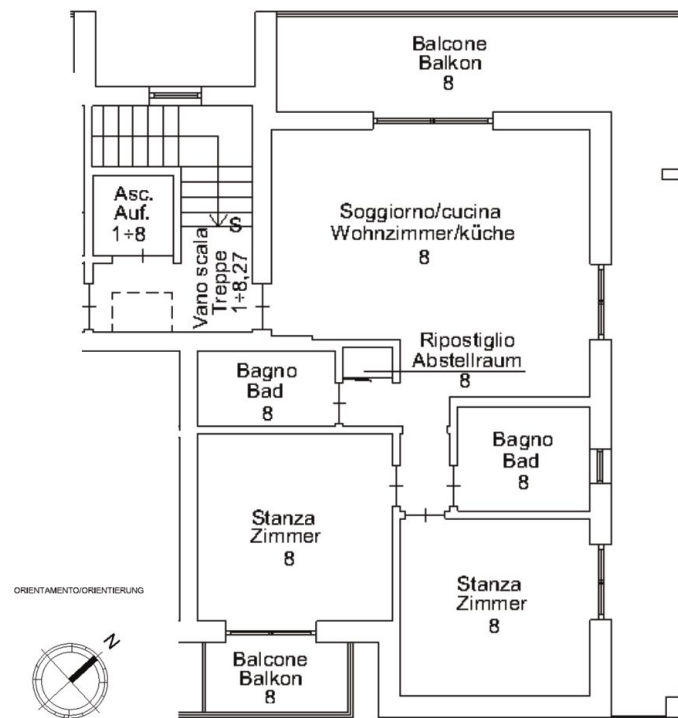 Balcone
Balkon
8
Asc.
Auf.
1÷8
S
Vano scala
Treppe
1÷8,27
Soggiorno/cucina
Wohnzimmer/küche
8
Ripostiglio
Abstellraum
8
Bagno
Bad
8
Bagno
Bad
8
Stanza
Zimmer
8
Stanza
Zimmer
8
ORIENTAMENTO/ORIENTIERUNG
N
Balcone
Balkon
8